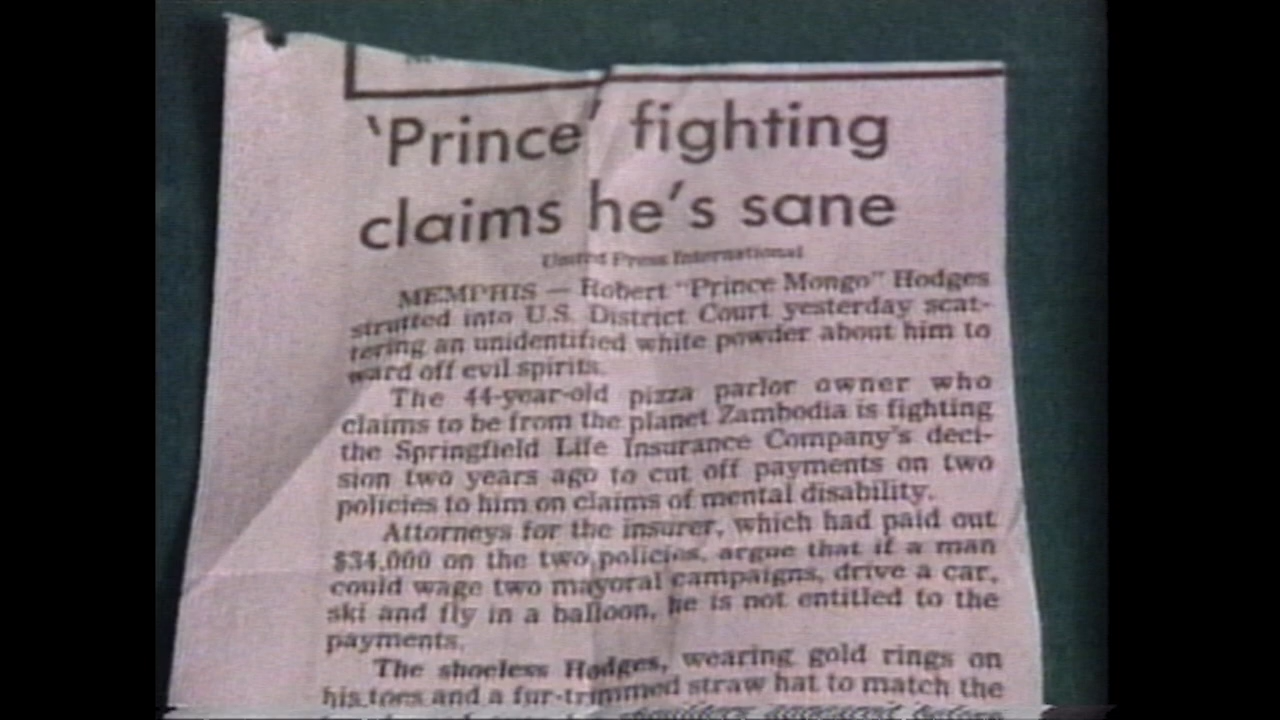 'Prince' fighting
claims he's sane
United Press International
MEMPHIS — Robert "Prince Mongo" Hodges
strutted into U.S. District Court yesterday scat-
tering an unidentified white powder about him to
ward off evil spirits.
The 44-year-old pizza parlor owner who
claims to be from the planet Zambodia is fighting
the Springfield Life Insurance Company's deci-
sion two years ago to cut off payments on two
policies to him on claims of mental disability.
Attorneys for the insurer, which had paid out
$34,000 on the two policies, argue that if a man
could wage two mayoral campaigns, drive a car,
ski and fly in a balloon, he is not entitled to the
payments.
The shoeless Hodges, wearing gold rings on
his toes and a fur-trimmed straw hat to match the